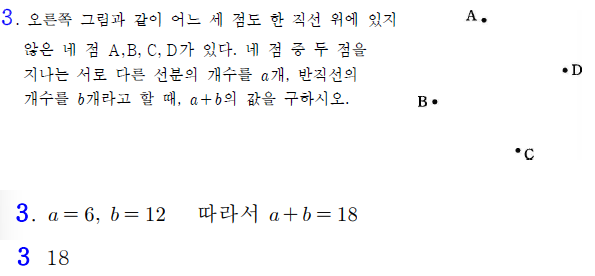 3. 오른쪽 그림과 같이 어느 세 점도 한 직선 위에 있지
않은 네 점 A,B, C, D가 있다. 네 점 중 두 점을
지나는 서로 다른 선분의 개수를 a개, 반직선의
개수를 b개라고 할 때, a+b의 값을 구하시오.
A
D
B
C
3. a=6, b=12 따라서 a+b=18
3 18